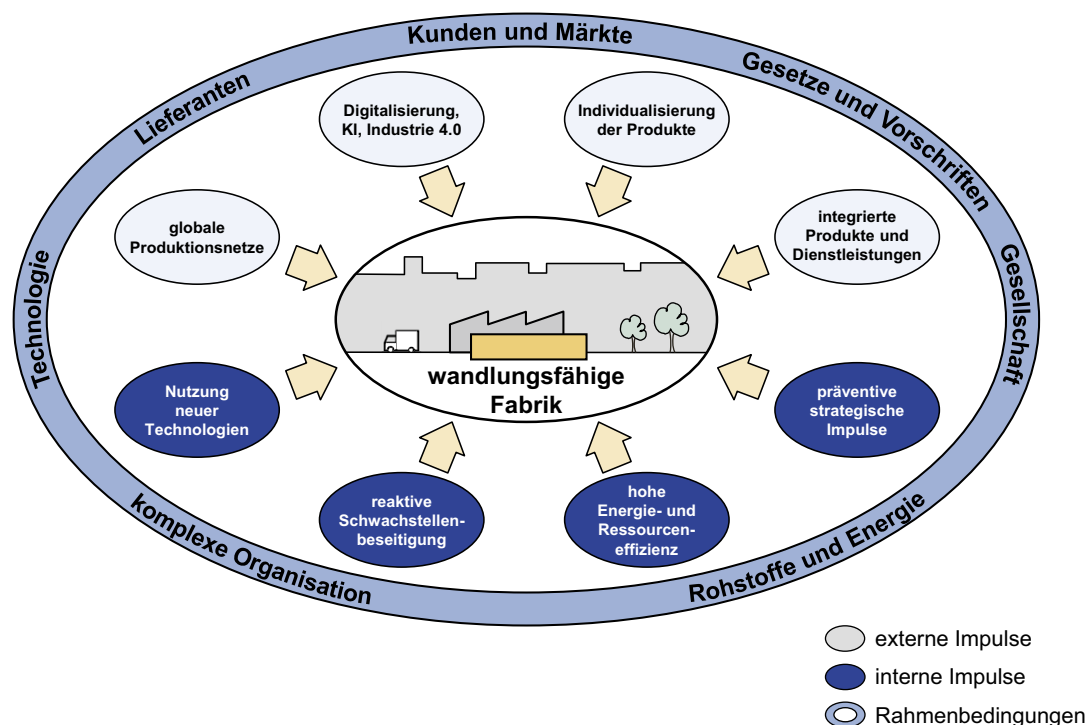 Kunden und Märkte
Lieferanten
Gesetze und Vorschriften
Technologie
Gesellschaft
komplexe Organisation
Rohstoffe und Energie
Digitalisierung,
KI, Industrie 4.0
Individualisierung
der Produkte
globale
Produktionsnetze
integrierte
Produkte und
Dienstleistungen
wandlungsfähige
Fabrik
Nutzung
neuer
Technologien
präventive
strategische
Impulse
reaktive
Schwachstellen-
beseitigung
hohe
Energie- und
Ressourcen-
effizienz
externe Impulse
interne Impulse
Rahmenbedingungen